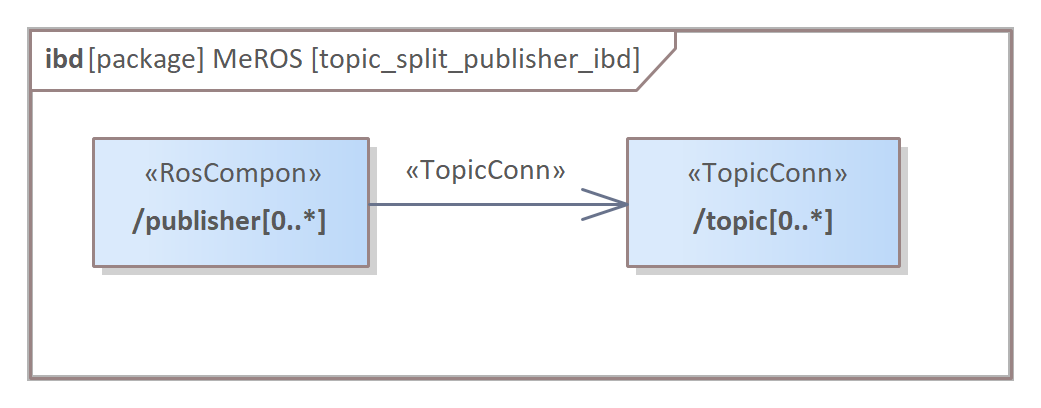 ibd [package] MeROS [topic_split_publisher_ibd]
«RosCompon»
/publisher[0..*]
«TopicConn»
«TopicConn»
/topic[0..*]